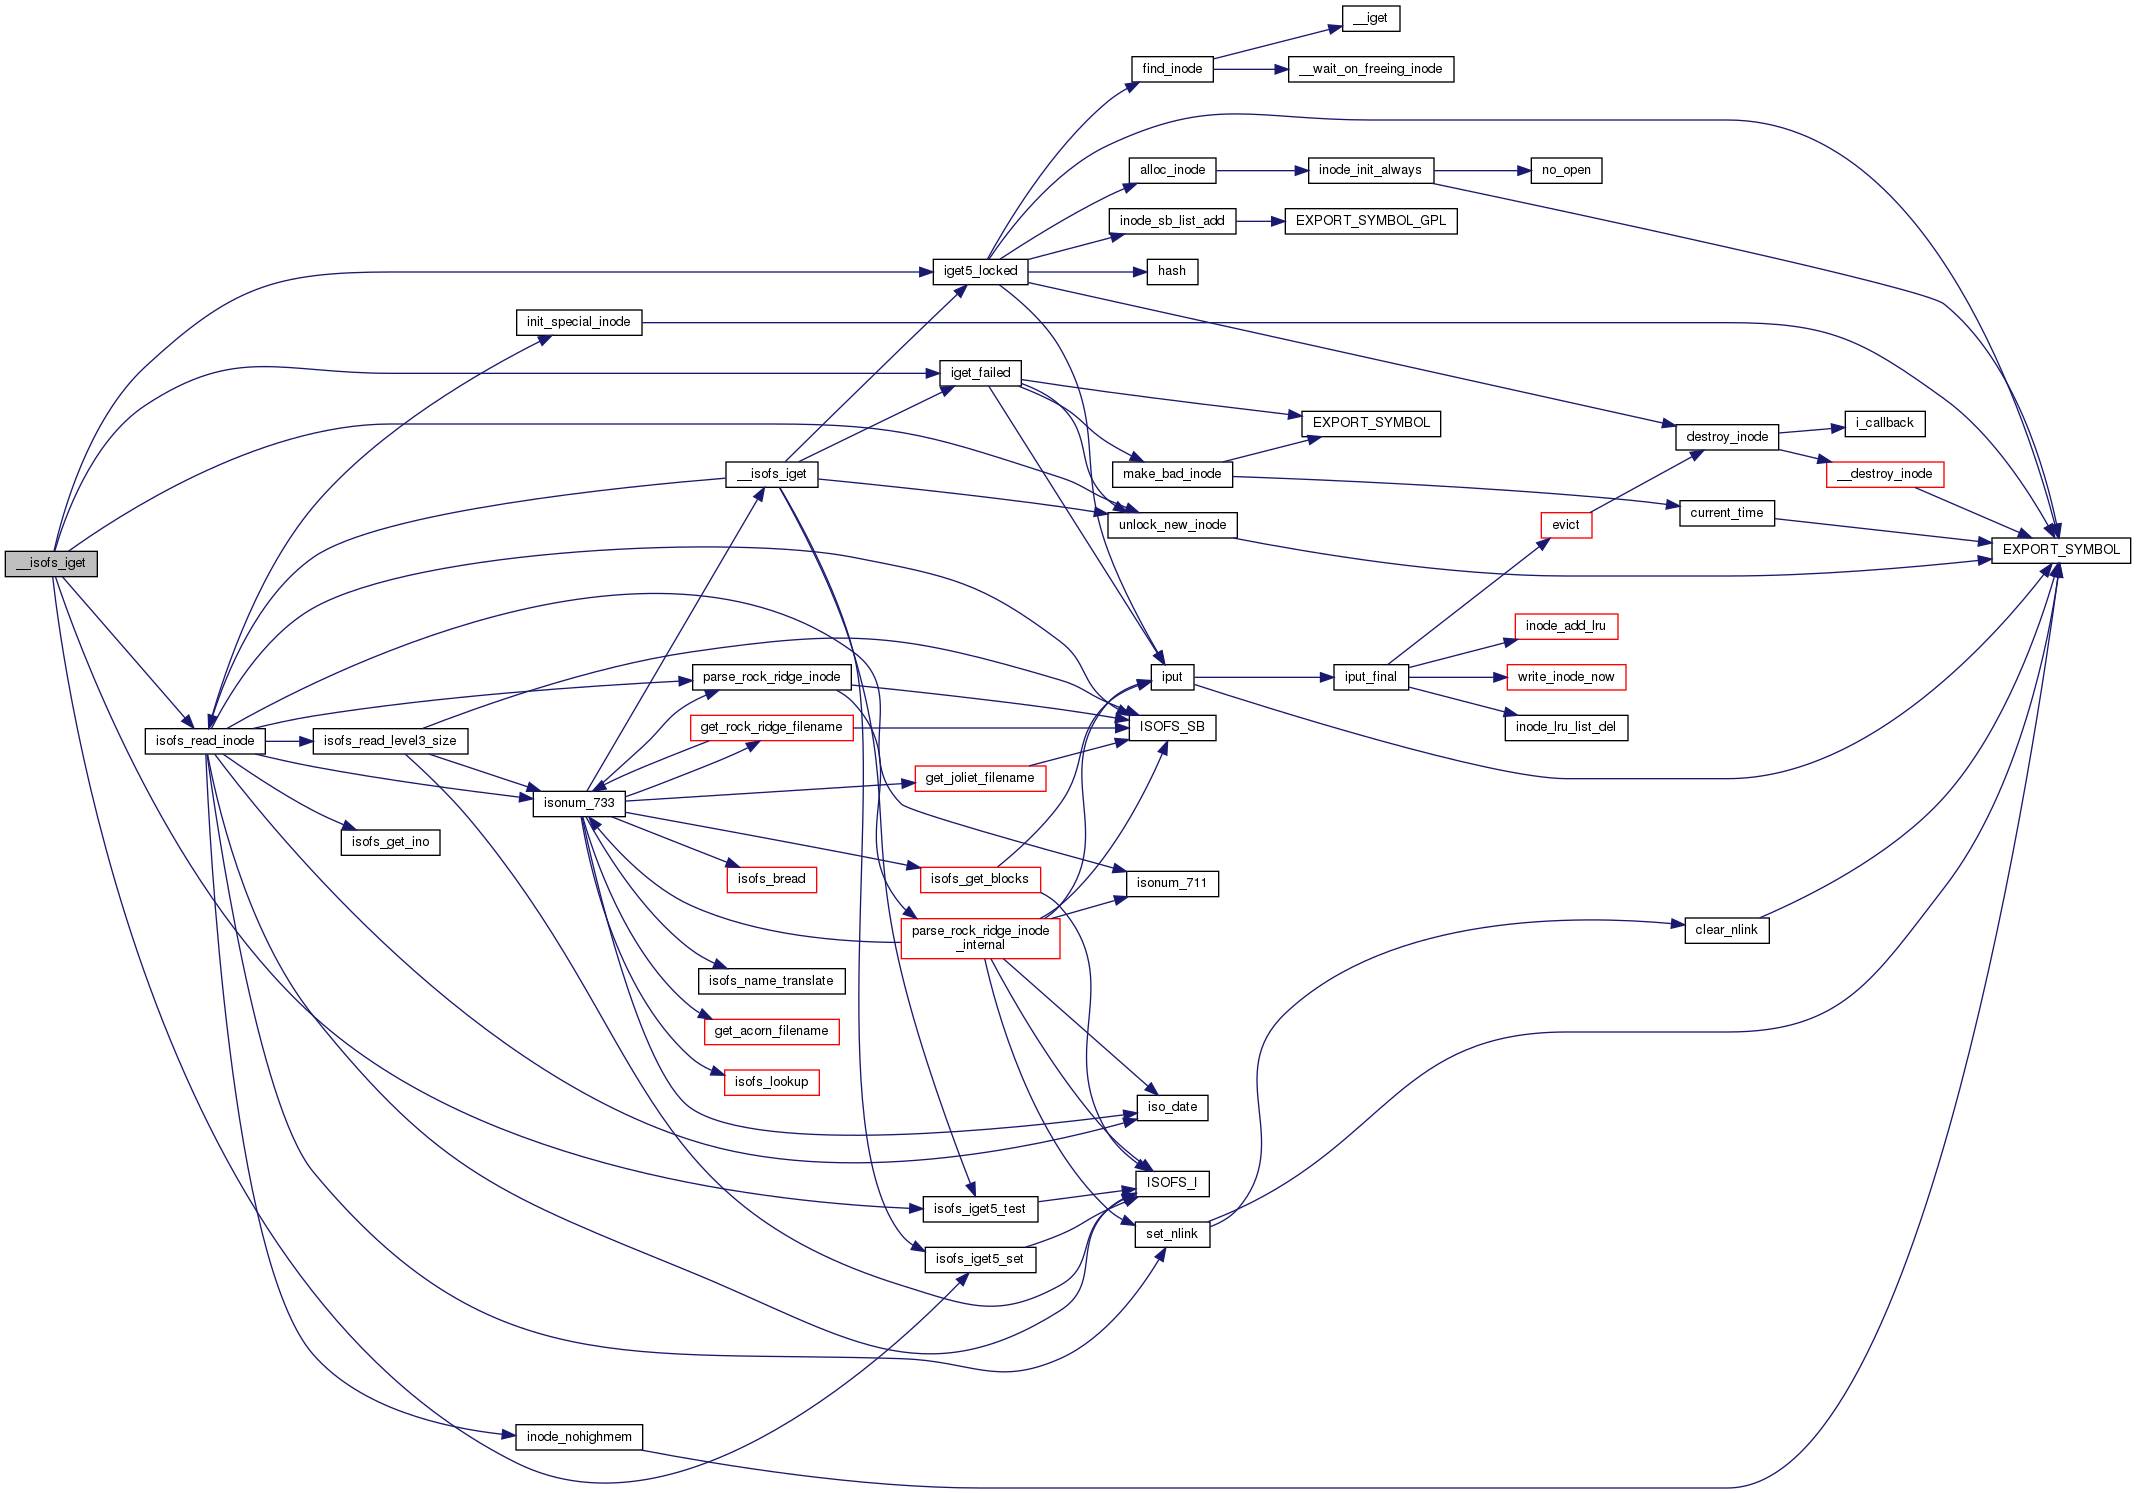 __iget
find_inode
__wait_on_freeing_inode
alloc_inode
inode_init_always
no_open
inode_sb_list_add
EXPORT_SYMBOL_GPL
iget5_locked
hash
init_special_inode
iget_failed
EXPORT_SYMBOL
i_callback
destroy_inode
__isofs_iget
make_bad_inode
__destroy_inode
current_time
unlock_new_inode
evict
EXPORT_SYMBOL
__isofs_iget
inode_add_lru
parse_rock_ridge_inode
iput
iput_final
write_inode_now
get_rock_ridge_filename
ISOFS_SB
inode_lru_list_del
isofs_read_inode
isofs_read_level3_size
get_joliet_filename
isonum_733
isofs_get_ino
isofs_bread
isofs_get_blocks
isonum_711
parse_rock_ridge_inode
_internal
clear_nlink
isofs_name_translate
get_acorn_filename
isofs_lookup
iso_date
ISOFS_I
isofs_iget5_test
set_nlink
isofs_iget5_set
inode_nohighmem